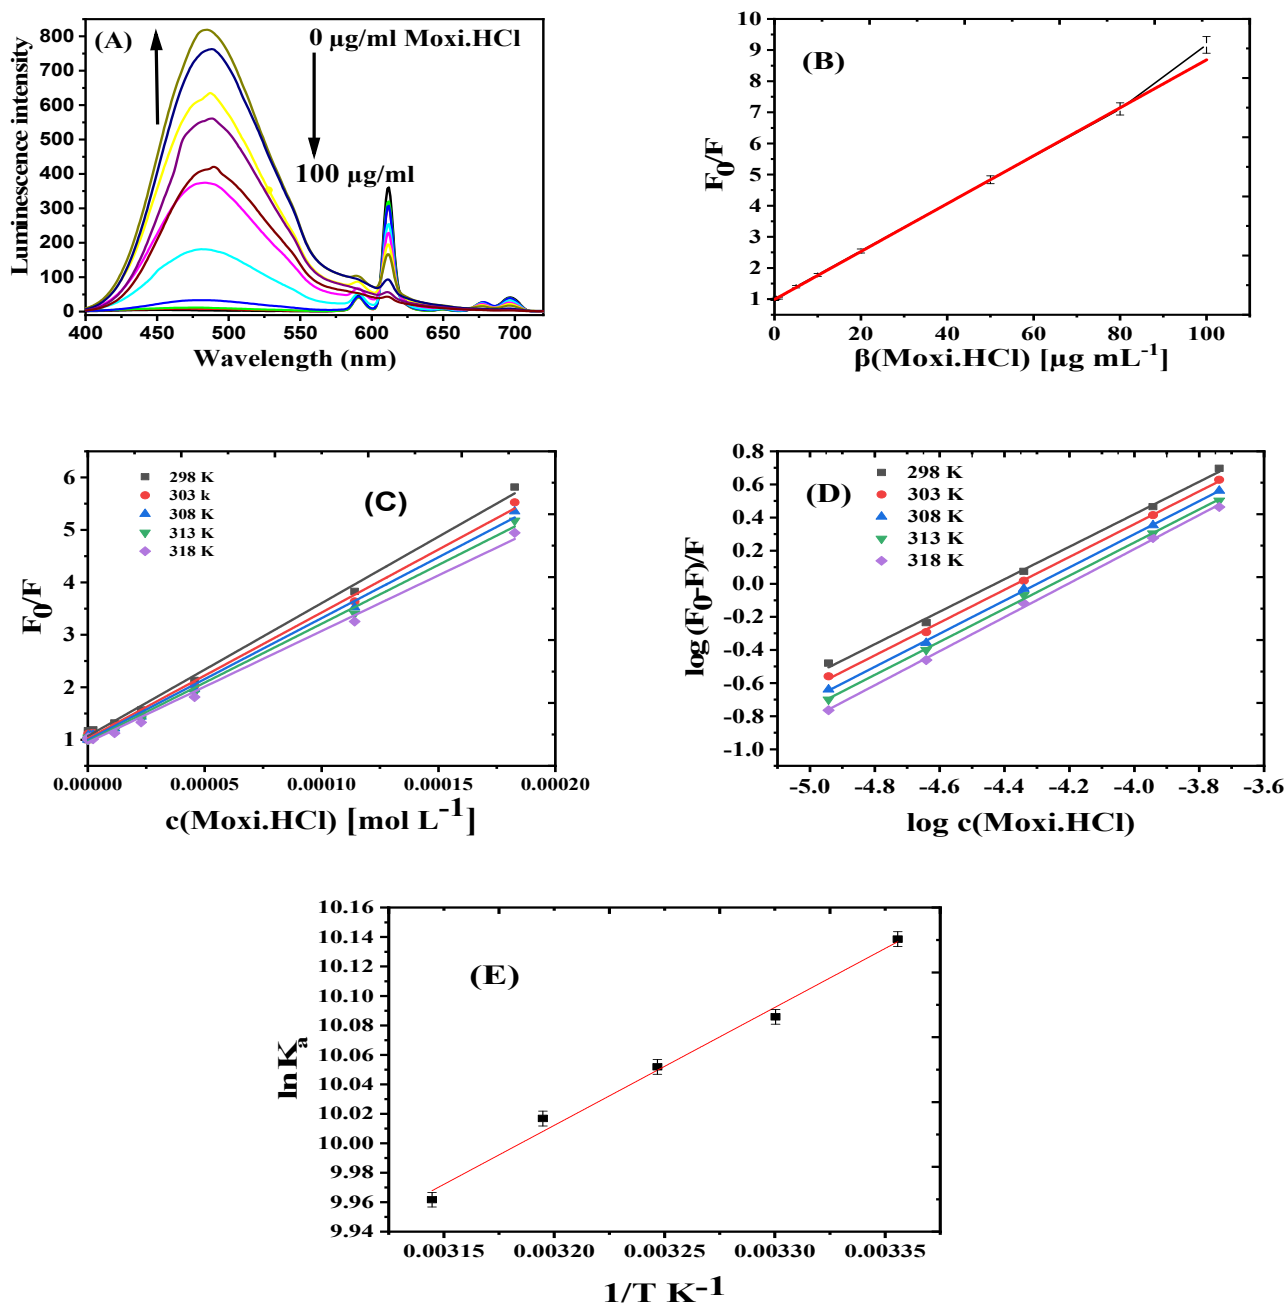 (A)
0 μg/ml Moxi.HCl
100 μg/ml
Luminescence intensity
800
700
600
500
400
300
200
100
0
400 450 500 550 600 650 700
Wavelength (nm)
(B)
F0/F
10
9
8
7
6
5
4
3
2
1
0 20 40 60 80 100
β(Moxi.HCl) [μg mL-1]
(C)
298 K
303 k
308 K
313 K
318 K
F0/F
6
5
4
3
2
1
0.00000 0.00005 0.00010 0.00015 0.00020
c(Moxi.HCl) [mol L-1]
(D)
298 K
303 K
308 K
313 K
318 K
log (F0-F)/F
0.8
0.6
0.4
0.2
0.0
-0.2
-0.4
-0.6
-0.8
-1.0
-5.0 -4.8 -4.6 -4.4 -4.2 -4.0 -3.8 -3.6
log c(Moxi.HCl)
(E)
lnKa
10.16
10.14
10.12
10.10
10.08
10.06
10.04
10.02
10.00
9.98
9.96
9.94
0.00315 0.00320 0.00325 0.00330 0.00335
1/T K-1